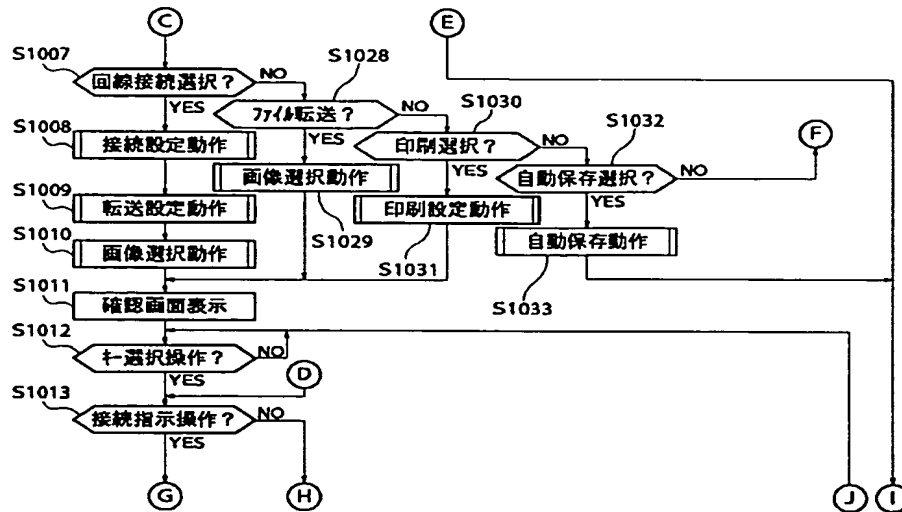 C
E
S1007
回線接続選択?
NO
YES
S1028
ファイル転送?
NO
YES
S1030
印刷選択?
NO
YES
S1032
自動保存選択?
NO
YES
F
S1008
接続設定動作
画像選択動作
S1029
S1009
転送設定動作
印刷設定動作
S1031
S1010
画像選択動作
自動保存動作
S1033
S1011
確認画面表示
S1012
キー選択操作?
NO
YES
D
S1013
接続指示操作?
NO
YES
G
H
J
I